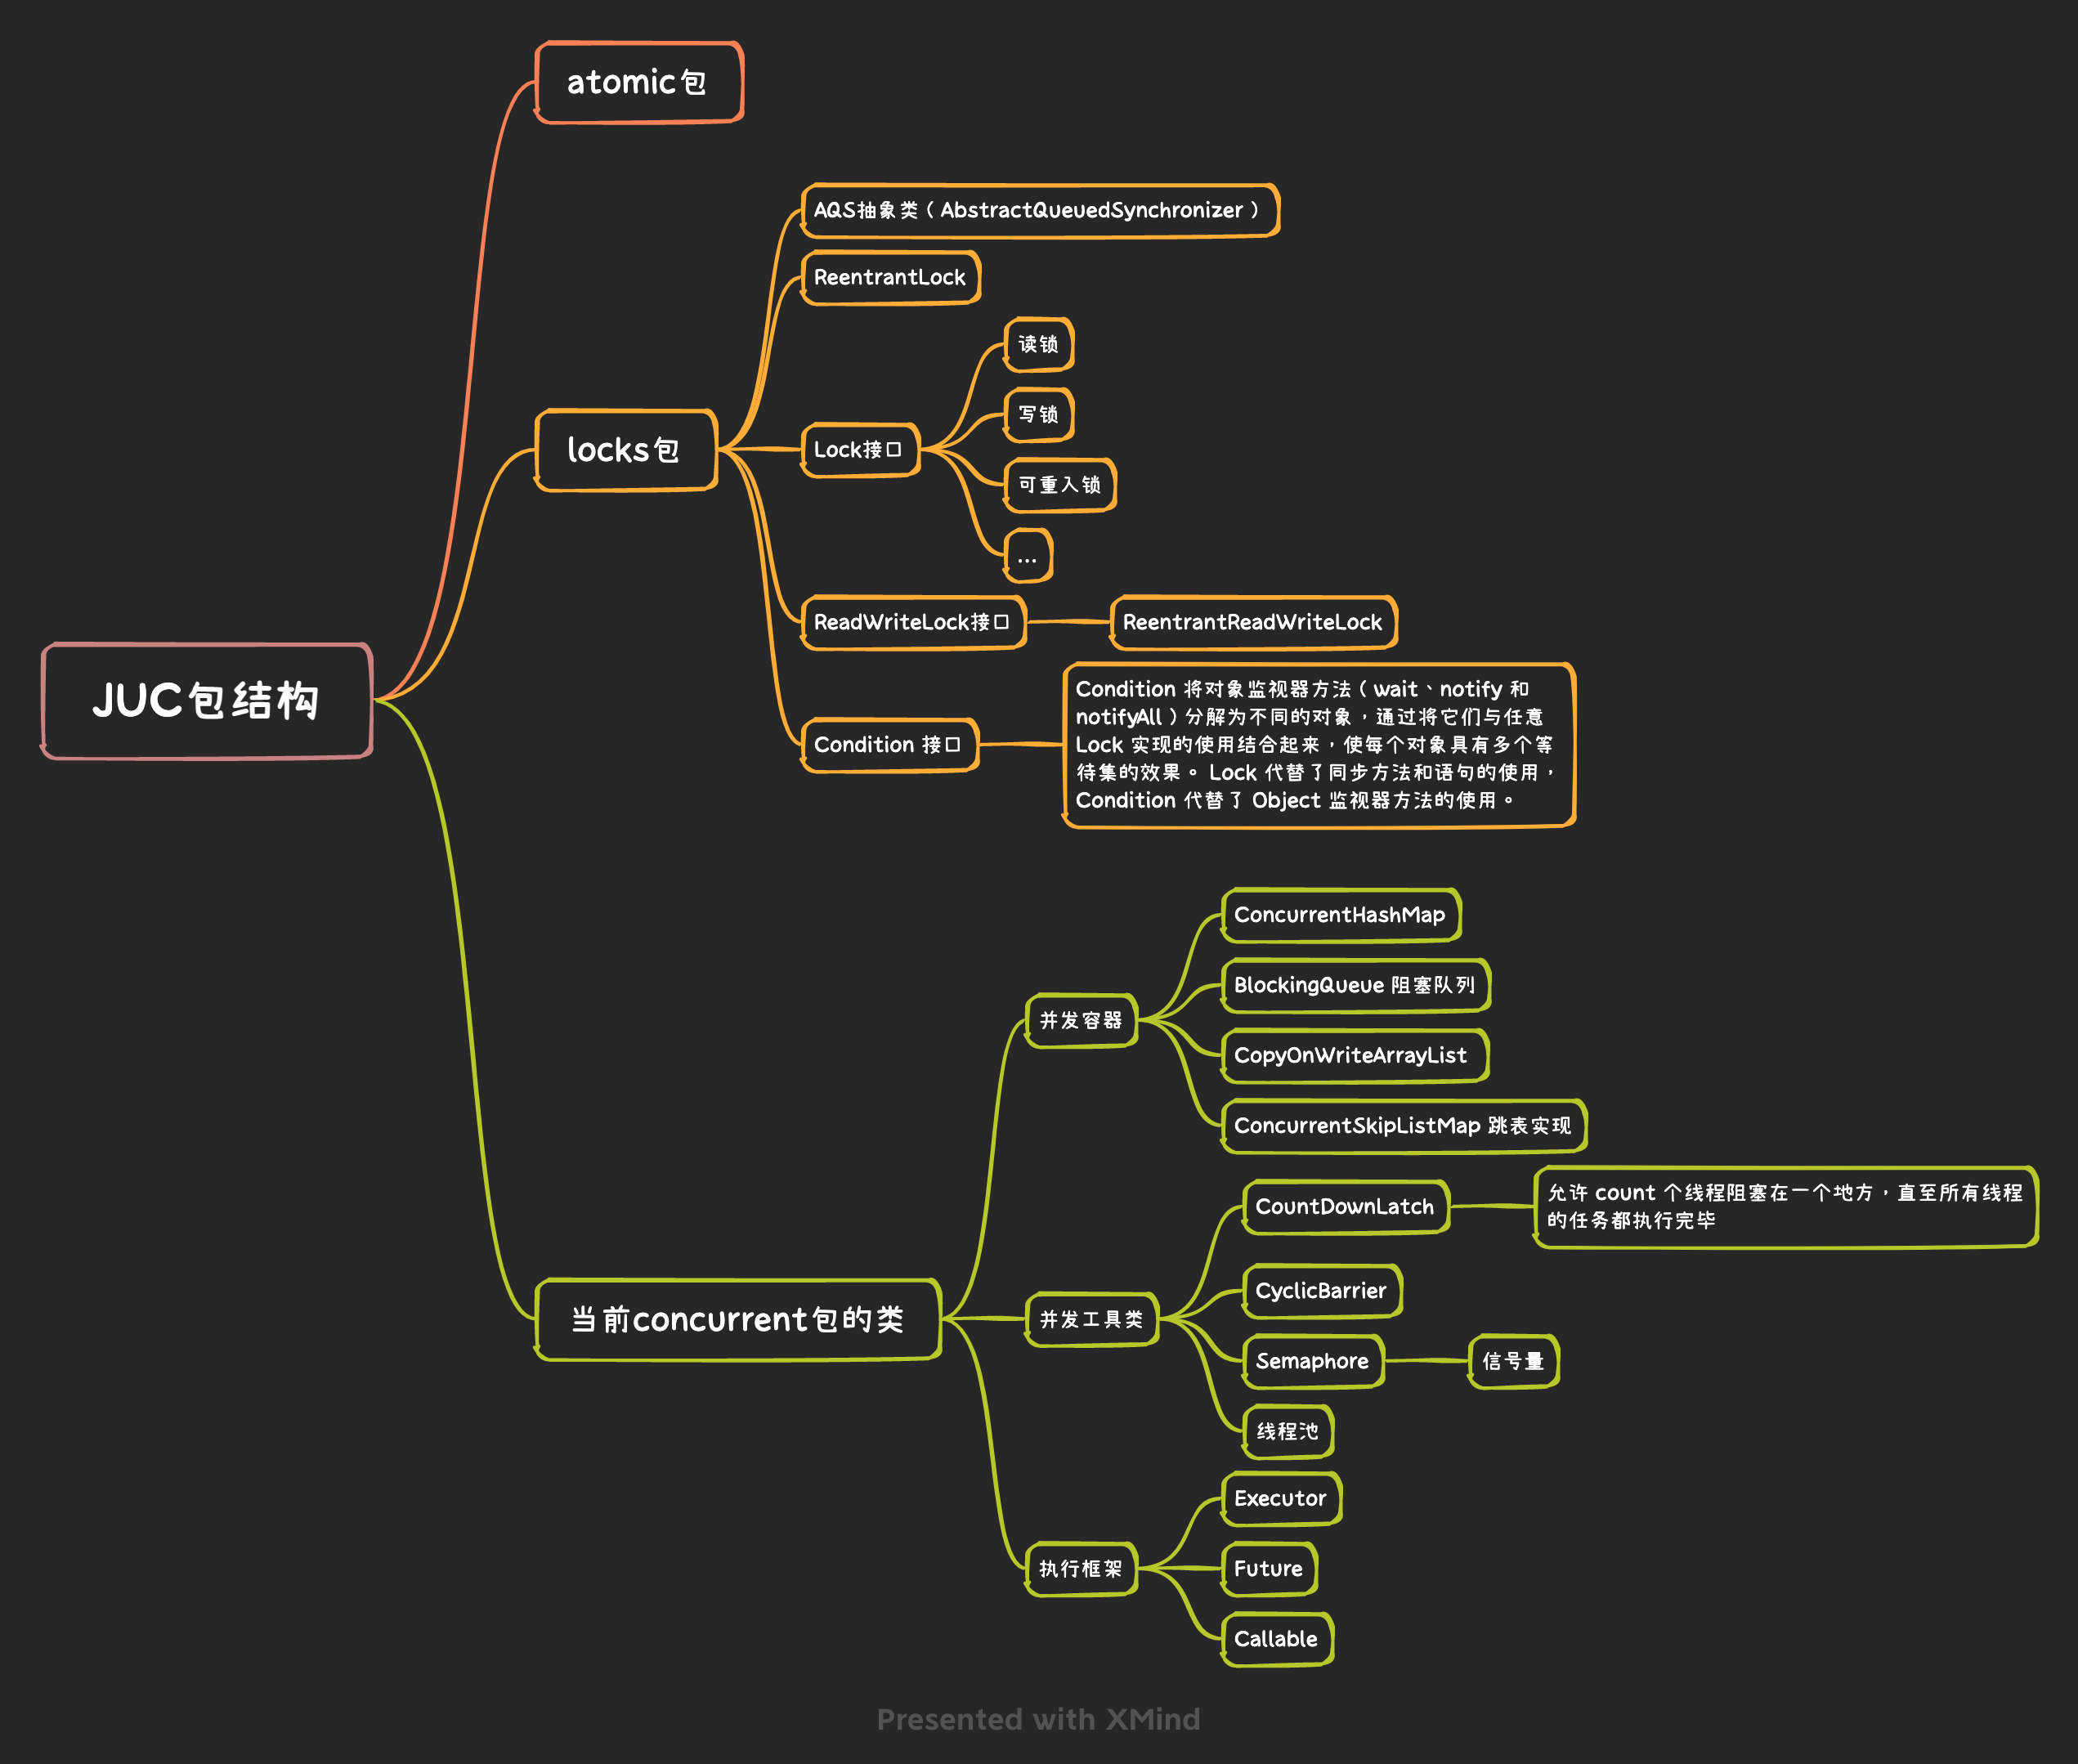 atomic包
AQS抽象类（AbstractQueuedSynchronizer）
ReentrantLock
读锁
写锁
locks包
Lock接口
可重入锁
...
ReadWriteLock接口
ReentrantReadWriteLock
JUC包结构
Condition 接口
Condition 将对象监视器方法（wait、notify 和
notifyAll）分解为不同的对象，通过将它们与任意
Lock 实现的使用结合起来，使每个对象具有多个等
待集的效果。 Lock 代替了同步方法和语句的使用，
Condition 代替了 Object 监视器方法的使用。
ConcurrentHashMap
BlockingQueue 阻塞队列
并发容器
CopyOnWriteArrayList
ConcurrentSkipListMap 跳表实现
CountDownLatch
允许 count 个线程阻塞在一个地方，直至所有线程
的任务都执行完毕
CyclicBarrier
当前concurrent包的类
并发工具类
Semaphore
信号量
线程池
Executor
执行框架
Future
Callable
Presented with XMind